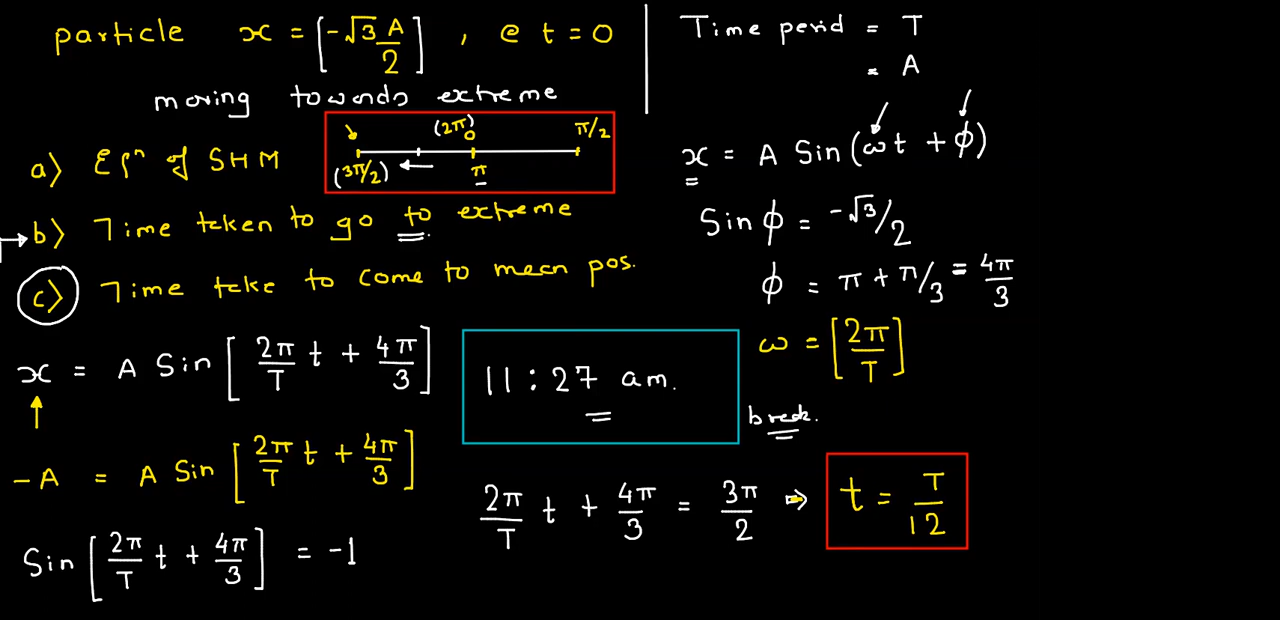 particle x = [-√3 A/2] , @ t = 0
moving towards extreme
a) Eqⁿ of SHM
(2π) 0 π/2
(3π/2) π
b) Time taken to go to extreme
c) Time take to come to mean pos.
x = A Sin [2π/T t + 4π/3]
-A = A Sin [2π/T t + 4π/3]
Sin [2π/T t + 4π/3] = -1
Time perid = T
= A
x = A Sin (ωt + ϕ)
Sin ϕ = -√3/2
ϕ = π + π/3 = 4π/3
ω = [2π/T]
11:27 am.
break.
2π/T t + 4π/3 = 3π/2 ⇒ t = T/12